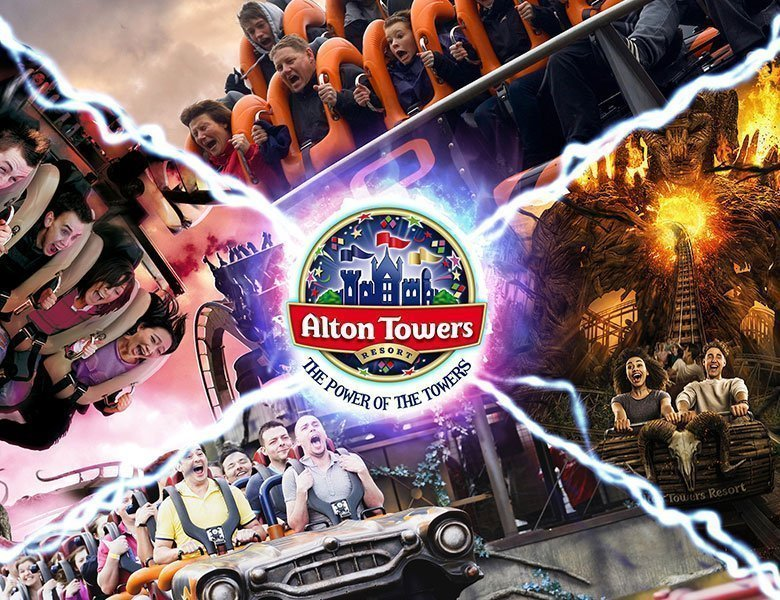 Alton Towers
RESORT
THE POWER OF THE TOWERS
Towers Resort